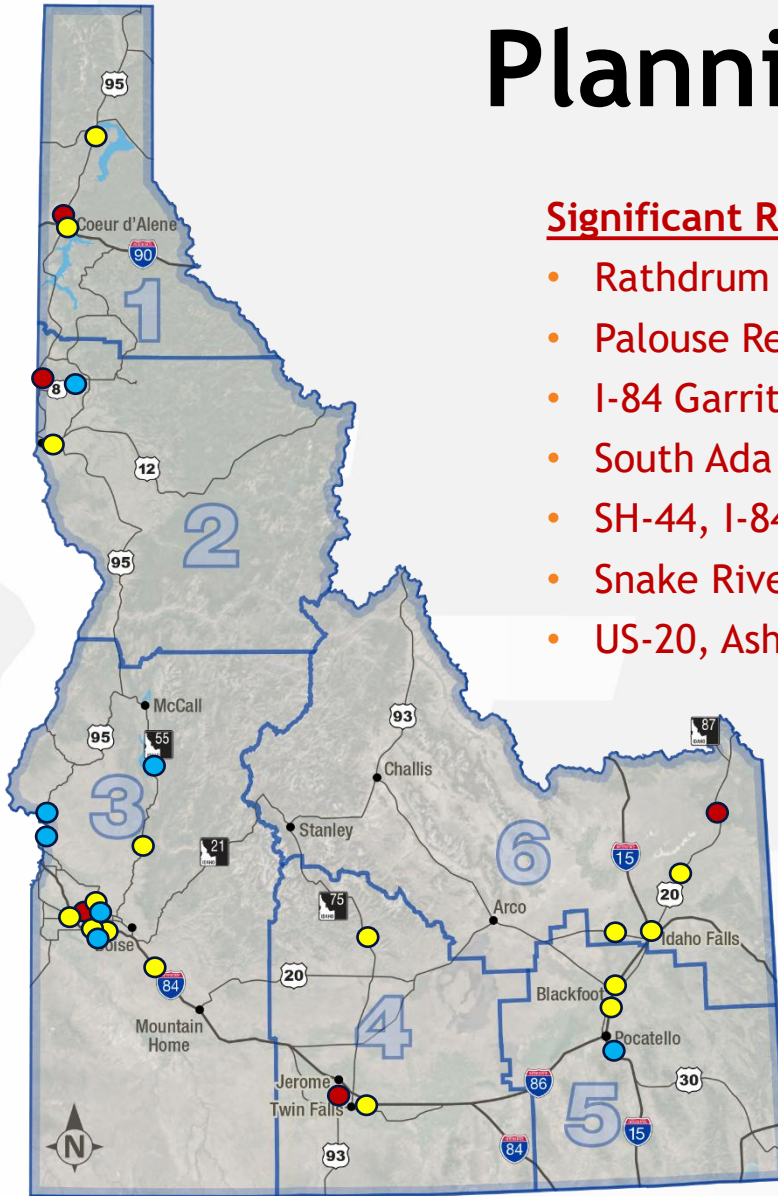 Planni
Significant R
• Rathdrum
• Palouse Re
• I-84 Garrit
• South Ada
• SH-44, I-84
• Snake Rive
• US-20, Ash
95
Coeur d'Alene
90
1
8
12
2
95
McCall
95
55
3
21
Boise
84
Mountain
Home
93
Challis
Stanley
87
6
15
20
75
Arco
Idaho Falls
20
4
Blackfoot
Pocatello
Jerome
Twin Falls
86
30
5
93
84
15
N